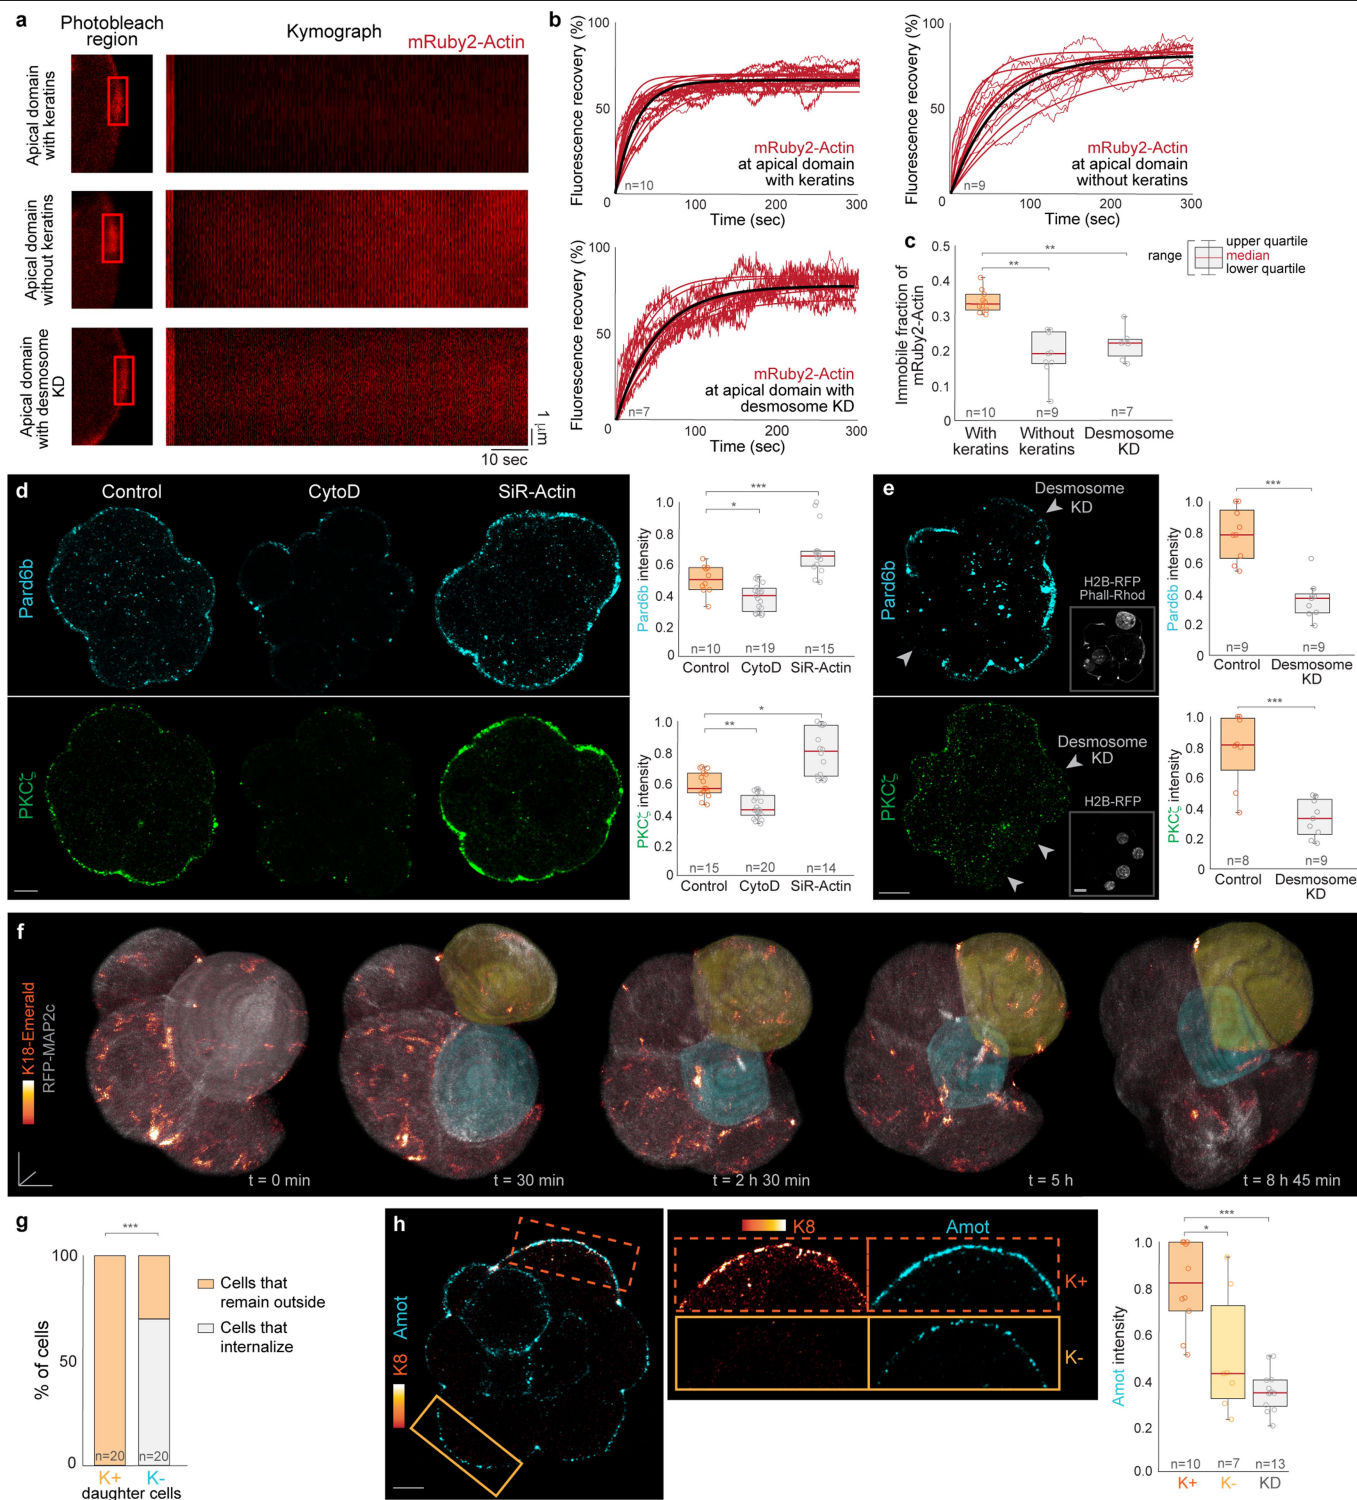 a
Photobleach
region
Kymograph
mRuby2-Actin
Apical domain
with keratins
Apical domain
without keratins
Apical domain
with desmosome
KD
1 µm
10 sec
b
Fluorescence recovery (%)
100
50
0
n=10
mRuby2-Actin
at apical domain
with keratins
100
200
300
Time (sec)
Fluorescence recovery (%)
100
50
0
n=9
mRuby2-Actin
at apical domain
without keratins
100
200
300
Time (sec)
Fluorescence recovery (%)
100
50
0
n=7
mRuby2-Actin
at apical domain with
desmosome KD
100
200
300
Time (sec)
c
Immobile fraction of
mRuby2-Actin
0.5
0.4
0.3
0.2
0.1
0
**
**
range
upper quartile
median
lower quartile
n=10
n=9
n=7
With
keratins
Without
keratins
Desmosome
KD
d
Control
CytoD
SiR-Actin
Pard6b
PKCζ
Pard6b intensity
1.0
0.8
0.6
0.4
0.2
0
***
*
n=10
n=19
n=15
Control
CytoD
SiR-Actin
PKCζ intensity
1.0
0.8
0.6
0.4
0.2
0
*
**
n=15
n=20
n=14
Control
CytoD
SiR-Actin
e
Desmosome
KD
Pard6b
H2B-RFP
Phall-Rhod
Desmosome
KD
PKCζ
H2B-RFP
Pard6b intensity
1.0
0.8
0.6
0.4
0.2
0
***
n=9
n=9
Control
Desmosome
KD
PKCζ intensity
1.0
0.8
0.6
0.4
0.2
0
***
n=8
n=9
Control
Desmosome
KD
f
K18-Emerald
RFP-MAP2c
t = 0 min
t = 30 min
t = 2 h 30 min
t = 5 h
t = 8 h 45 min
g
***
% of cells
100
50
0
n=20
n=20
K+
K-
daughter cells
Cells that
remain outside
Cells that
internalize
h
K8 Amot
K8
Amot
K+
K-
Amot intensity
1.0
0.8
0.6
0.4
0.2
0.0
***
*
n=10
n=7
n=13
K+
K-
KD